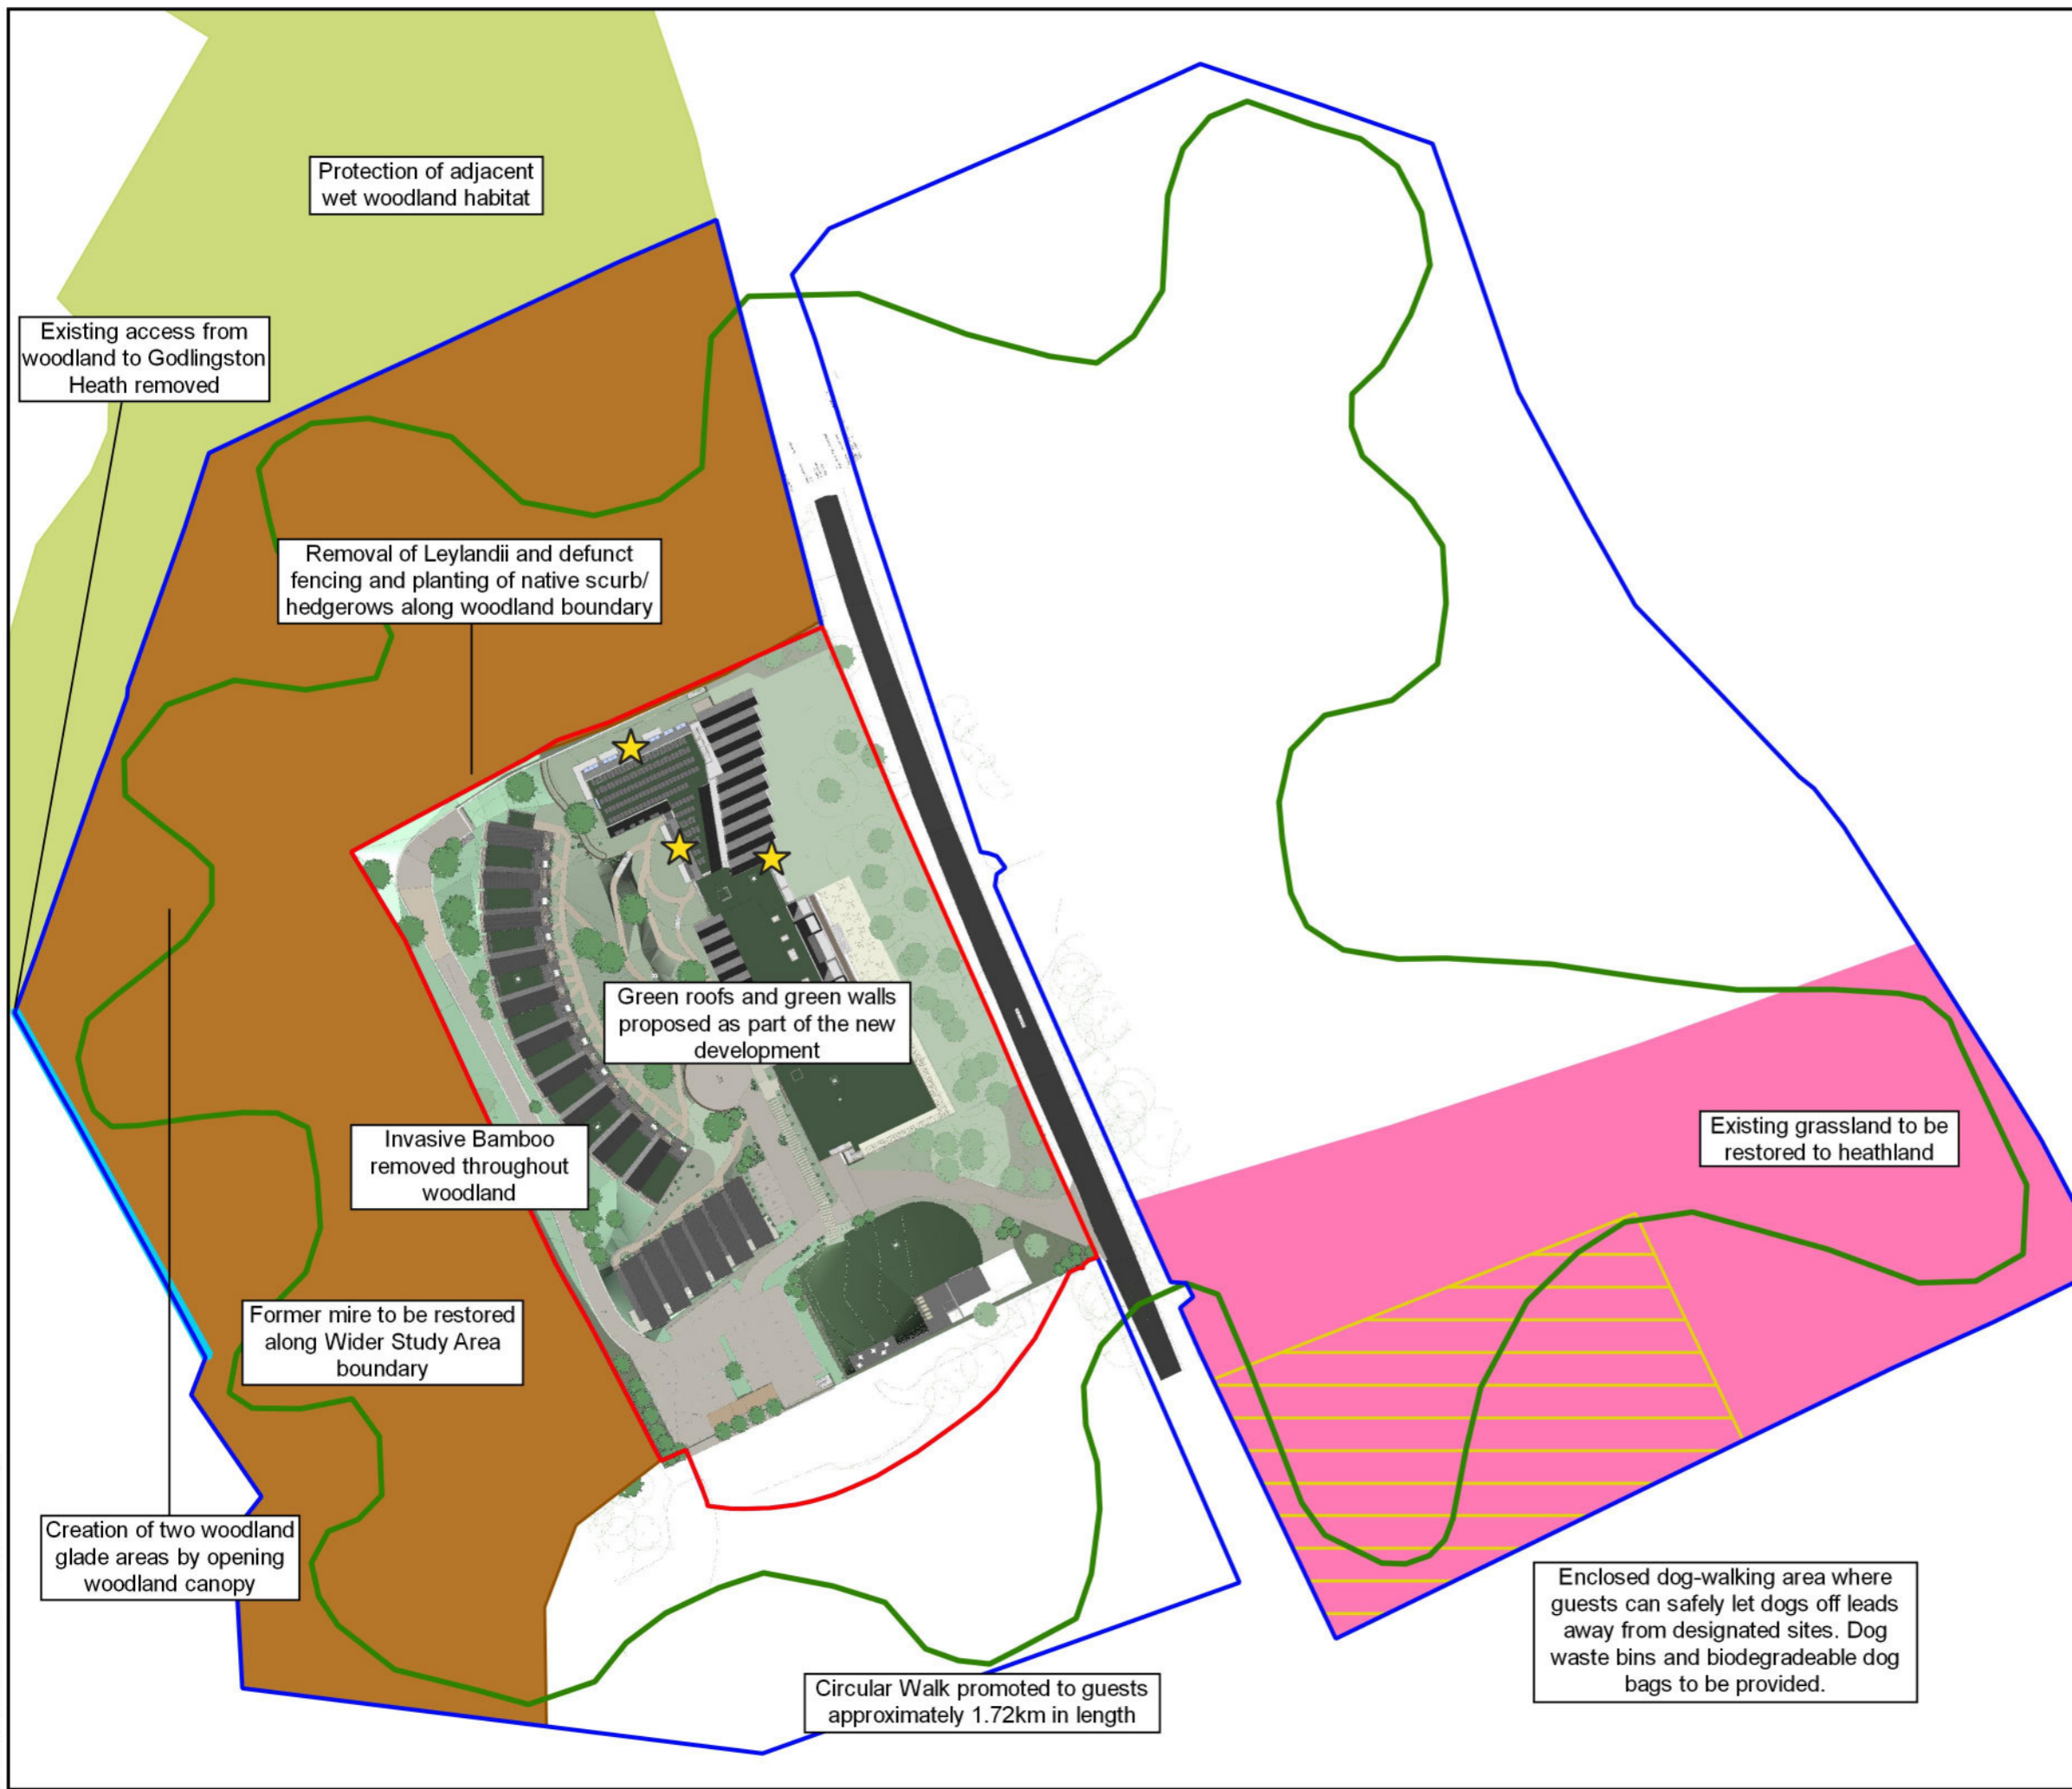 Protection of adjacent
wet woodland habitat
Existing access from
woodland to Godlingston
Heath removed
Removal of Leylandii and defunct
fencing and planting of native scurb/
hedgerows along woodland boundary
Green roofs and green walls
proposed as part of the new
development
Invasive Bamboo
removed throughout
woodland
Existing grassland to be
restored to heathland
Former mire to be restored
along Wider Study Area
boundary
Creation of two woodland
glade areas by opening
woodland canopy
Enclosed dog-walking area where
guests can safely let dogs off leads
away from designated sites. Dog
waste bins and biodegradeable dog
bags to be provided.
Circular Walk promoted to guests
approximately 1.72km in length